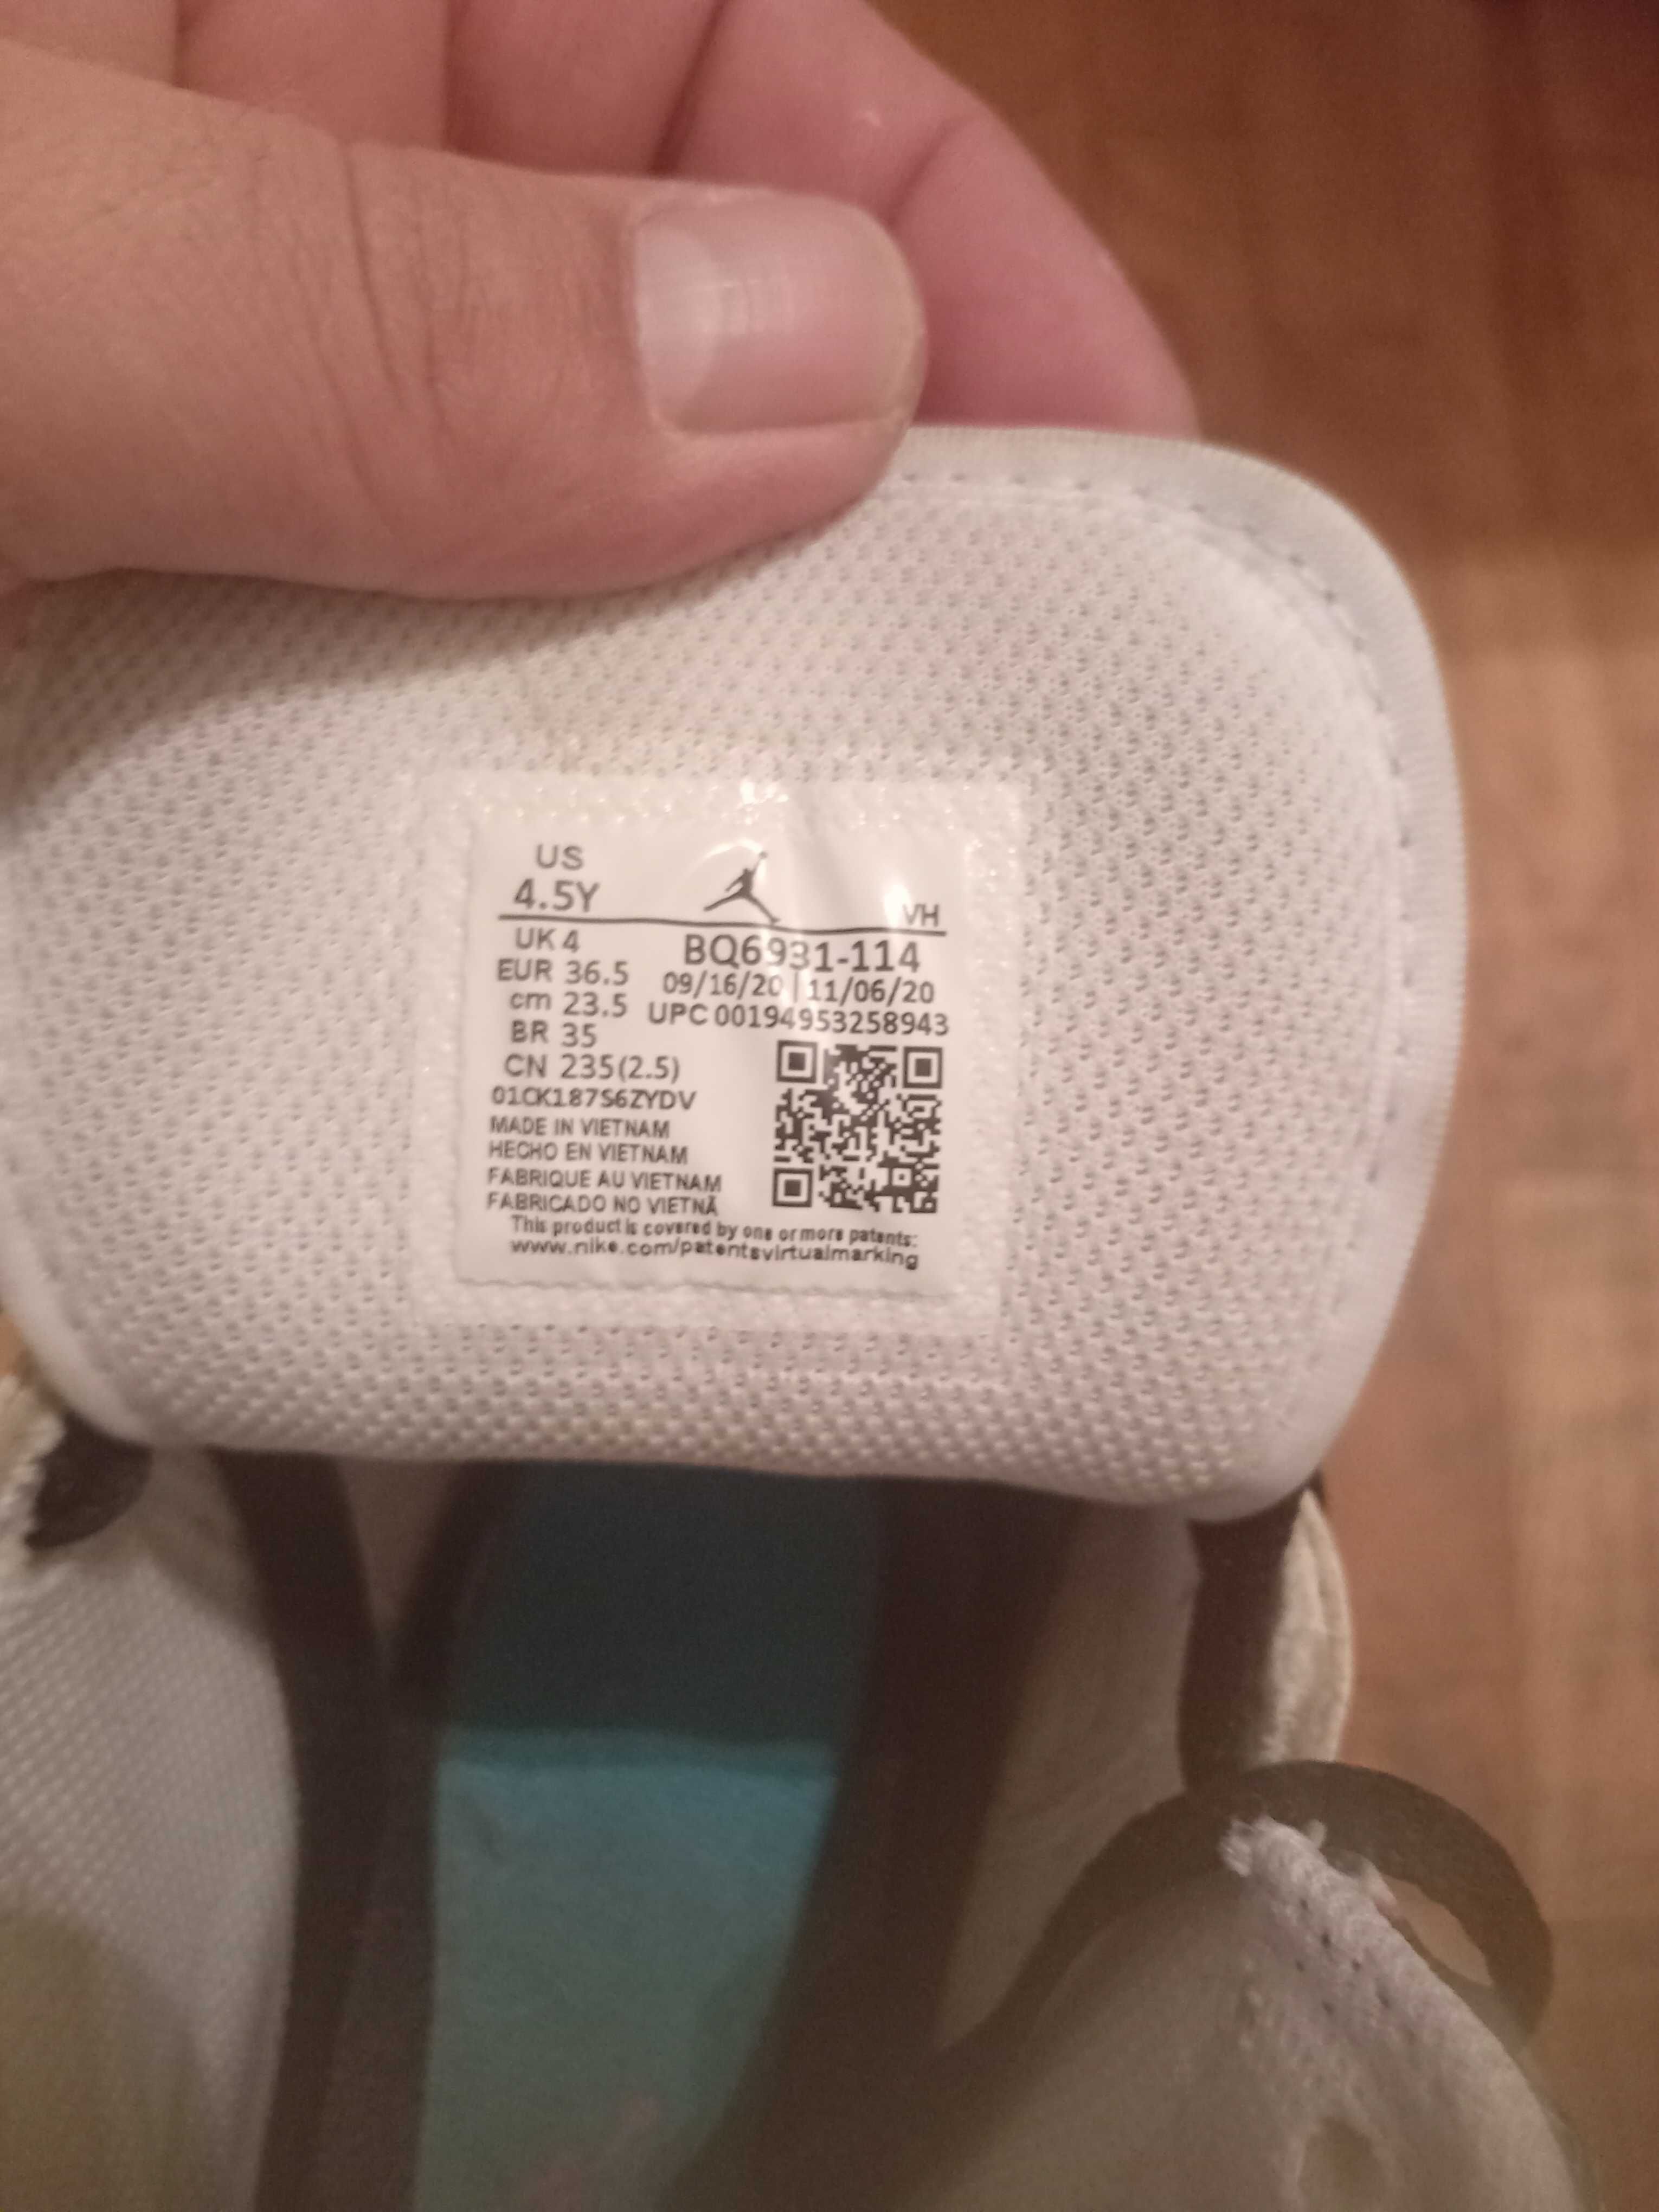 US
4.5Y
VH
UK 4
BQ6931-114
EUR 36.5
09/16/20 | 11/06/20
cm 23.5
UPC 00194953258943
BR 35
CN 235(2.5)
01CK187S6ZYDV
MADE IN VIETNAM
HECHO EN VIETNAM
FABRIQUE AU VIETNAM
FABRICADO NO VIETNÃ
This product is covered by one or more patents:
www.nike.com/patentsvirtualmarking